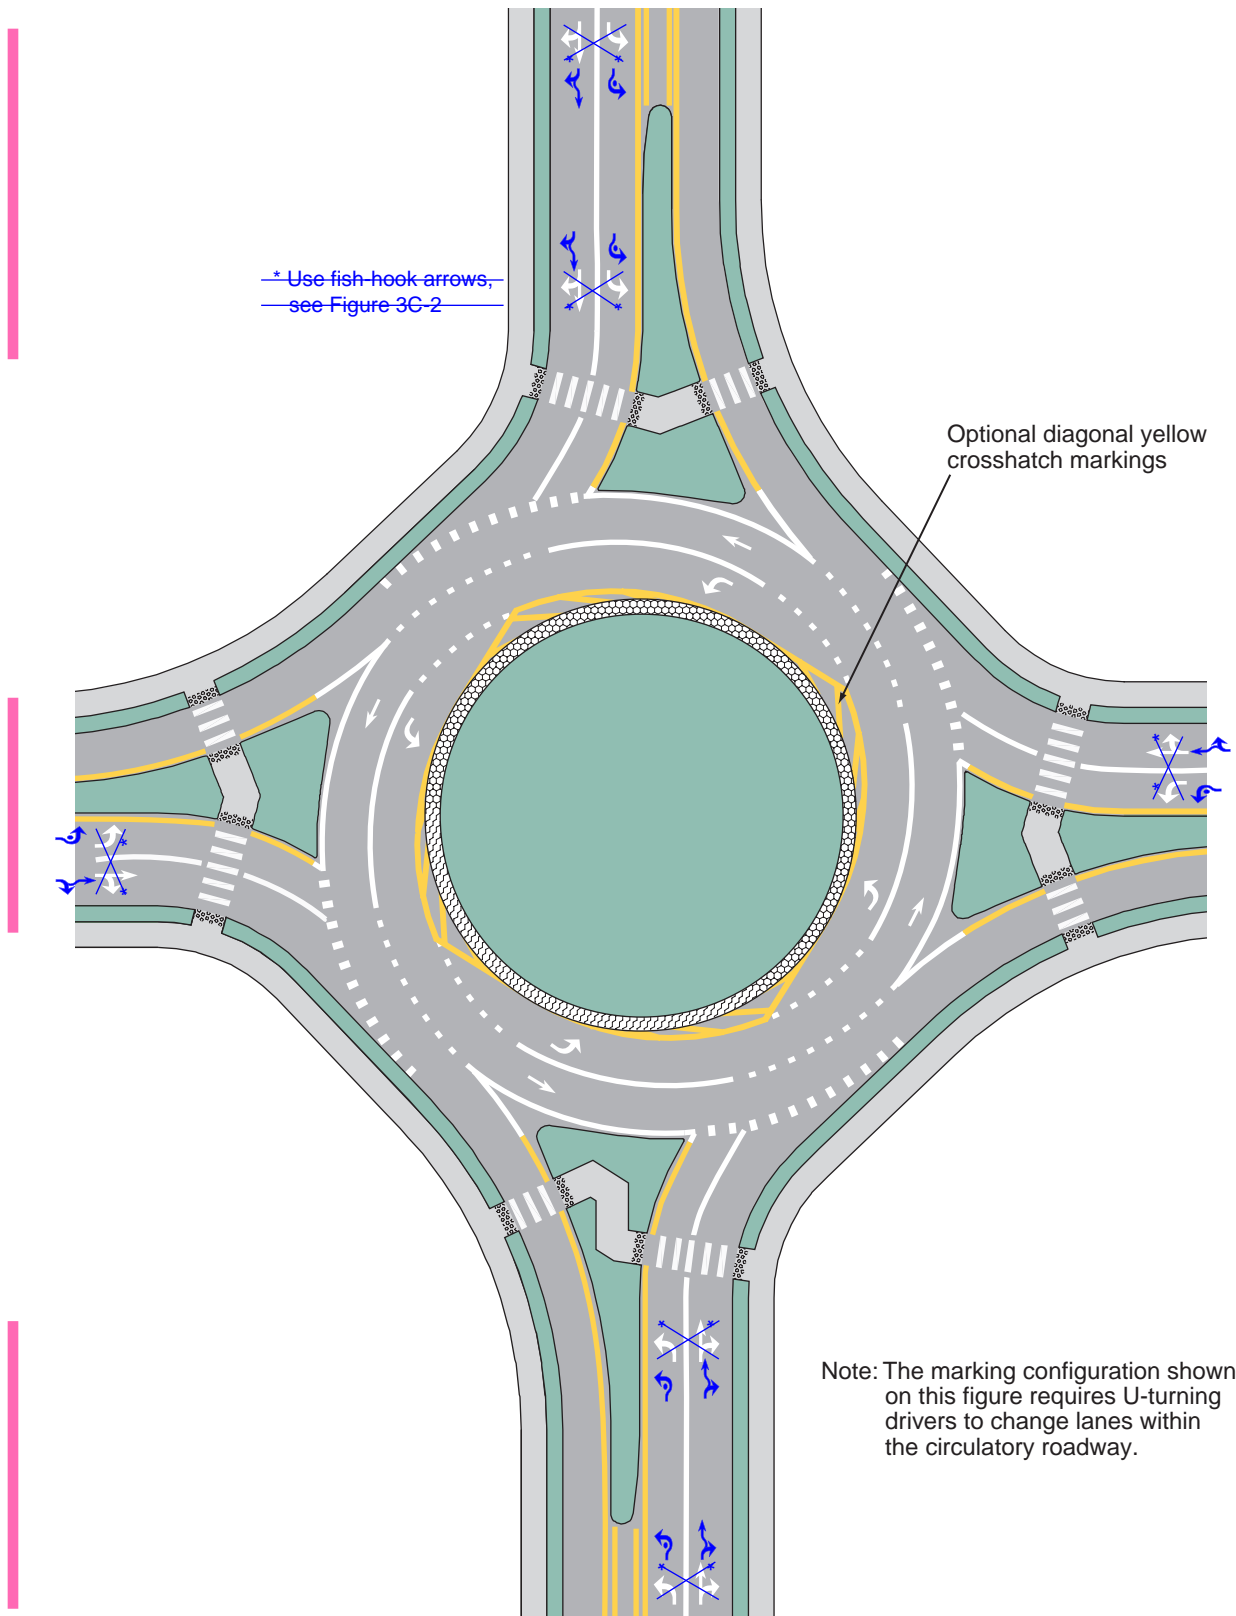 * Use fish-hook arrows,
see Figure 3C-2
Optional diagonal yellow
crosshatch markings
Note: The marking configuration shown
on this figure requires U-turning
drivers to change lanes within
the circulatory roadway.